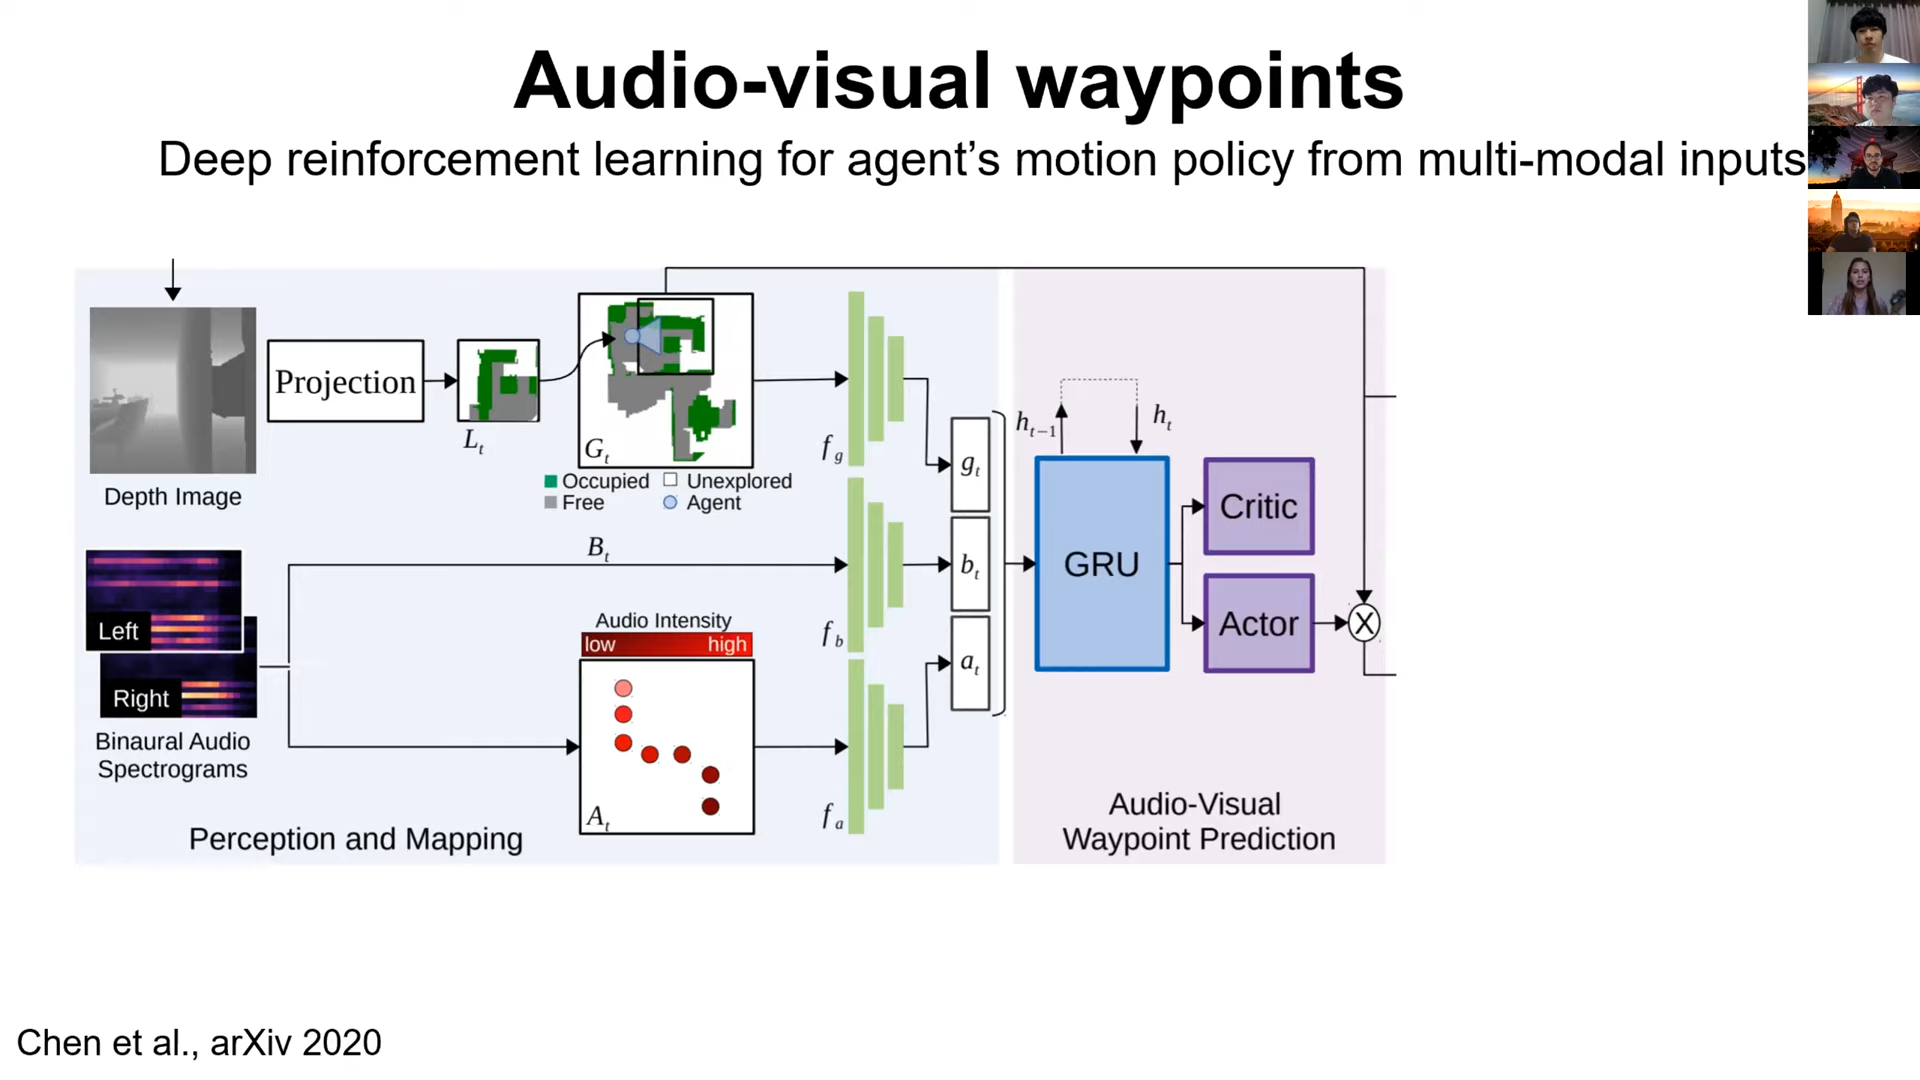 Audio-visual waypoints
Deep reinforcement learning for agent's motion policy from multi-modal inputs
Projection
L_t
G_t
Depth Image
Occupied
Unexplored
Free
Agent
f_g
g_t
h_{t-1}
h_t
GRU
Critic
Actor
X
B_t
f_b
b_t
Left
Right
Binaural Audio
Spectrograms
Audio Intensity
low high
A_t
f_a
a_t
Perception and Mapping
Audio-Visual
Waypoint Prediction
Chen et al., arXiv 2020